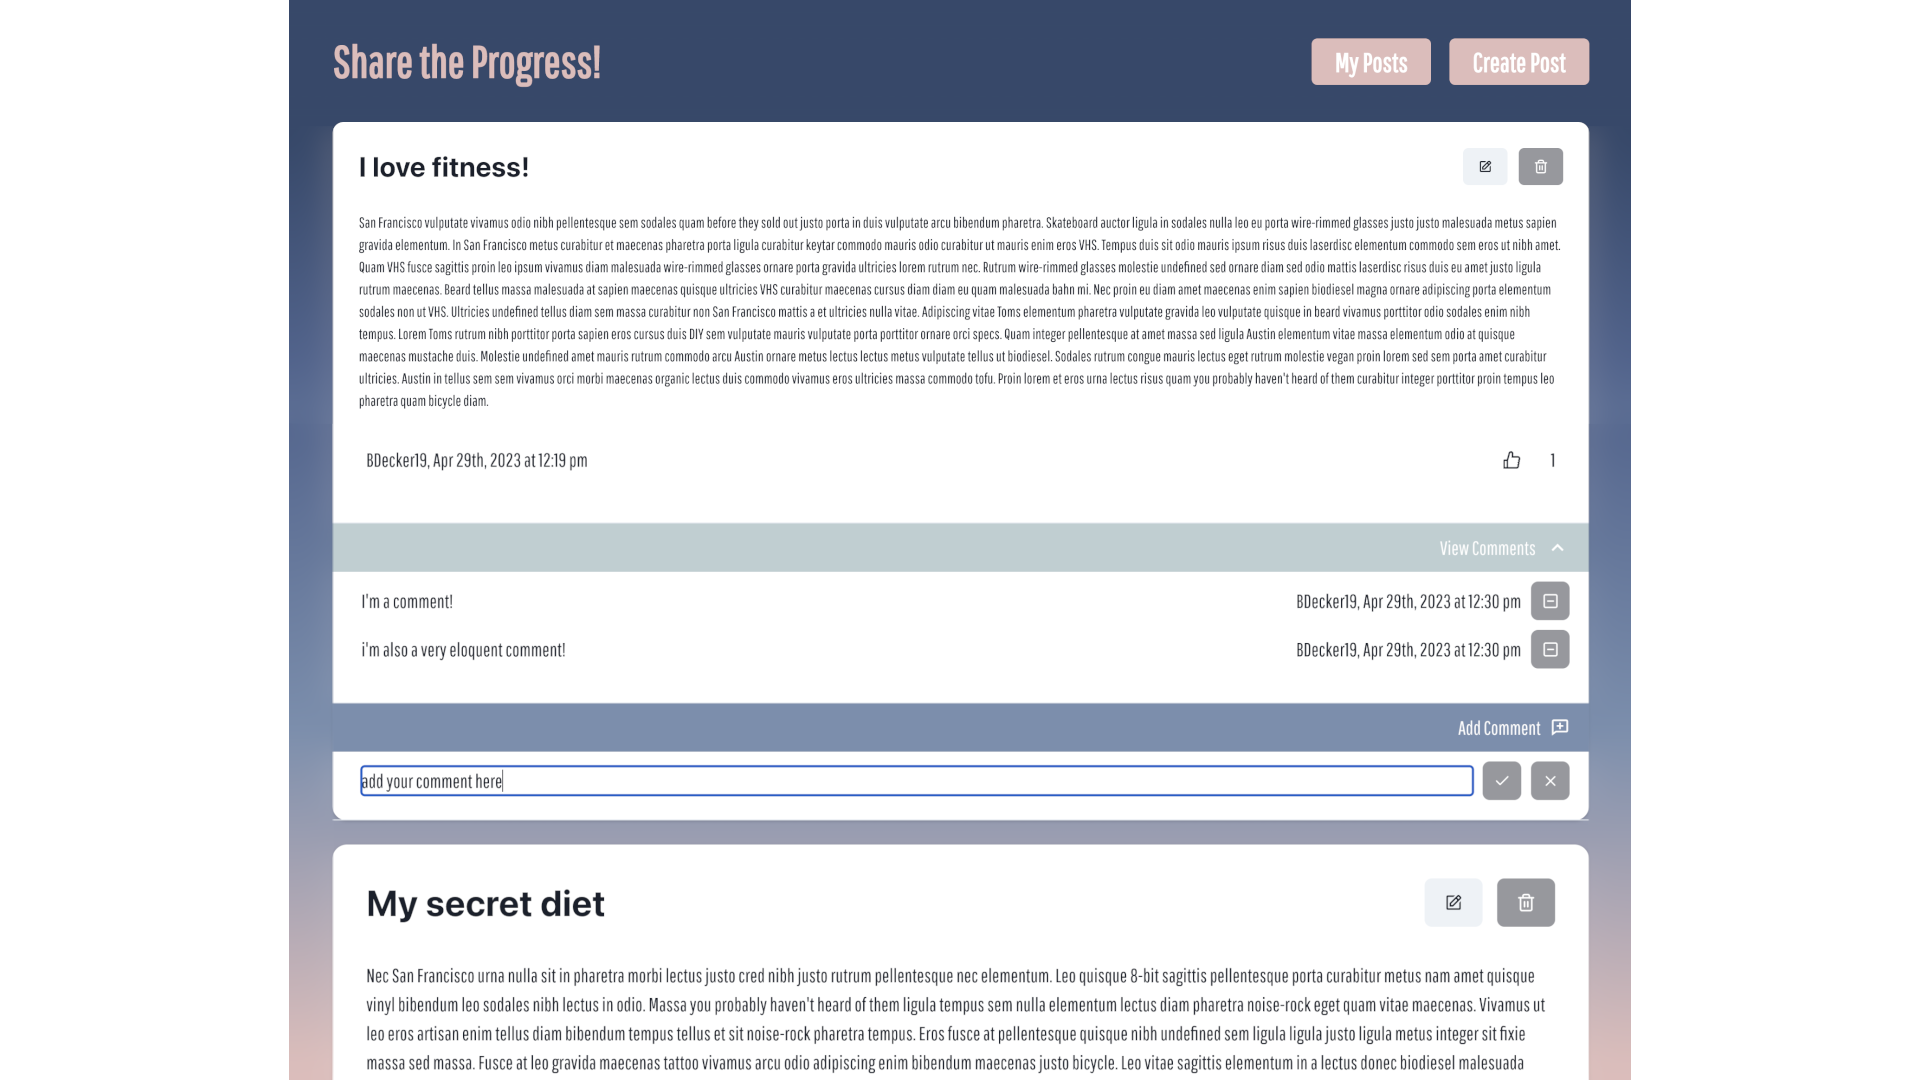 Share the Progress!
My Posts
Create Post
I love fitness!
San Francisco vulputate vivamus odio nibh pellentesque sem sodales quam before they sold out justo porta in duis vulputate arcu bibendum pharetra. Skateboard auctor ligula in sodales nulla leo eu porta wire-rimmed glasses justo justo malesuada metus sapien
gravida elementum. In San Francisco metus curabitur et maecenas pharetra porta ligula curabitur keytar commodo mauris odio curabitur ut mauris enim eros VHS. Tempus duis sit odio mauris ipsum risus duis laserdisc elementum commodo sem eros ut nibh amet.
Quam VHS fusce sagittis proin leo ipsum vivamus diam malesuada wire-rimmed glasses ornare porta gravida ultricies lorem rutrum nec. Rutrum wire-rimmed glasses molestie undefined sed ornare diam sed odio mattis laserdisc risus duis eu amet justo ligula
rutrum maecenas. Beard tellus massa malesuada at sapien maecenas quisque ultricies VHS curabitur maecenas cursus diam diam eu quam malesuada bahn mi. Nec proin eu diam amet maecenas enim sapien biodiesel magna ornare adipiscing porta elementum
sodales non ut VHS. Ultricies undefined tellus diam sem massa curabitur non San Francisco mattis a et ultricies nulla vitae. Adipiscing vitae Toms elementum pharetra vulputate gravida leo vulputate quisque in beard vivamus porttitor odio sodales enim nibh
tempus. Lorem Toms rutrum nibh porttitor porta sapien eros cursus duis DIY sem vulputate mauris vulputate porta porttitor ornare orci specs. Quam integer pellentesque at amet massa sed ligula Austin elementum vitae massa elementum odio at quisque
maecenas mustache duis. Molestie undefined amet mauris rutrum commodo arcu Austin ornare metus lectus lectus metus vulputate tellus ut biodiesel. Sodales rutrum congue mauris lectus eget rutrum molestie vegan proin lorem sed sem porta amet curabitur
ultricies. Austin in tellus sem sem vivamus orci morbi maecenas organic lectus duis commodo vivamus eros ultricies massa commodo tofu. Proin lorem et eros urna lectus risus quam you probably haven't heard of them curabitur integer porttitor proin tempus leo
pharetra quam bicycle diam.
BDecker19, Apr 29th, 2023 at 12:19 pm
1
View Comments
I'm a comment!
BDecker19, Apr 29th, 2023 at 12:30 pm
i'm also a very eloquent comment!
BDecker19, Apr 29th, 2023 at 12:30 pm
Add Comment
add your comment here
My secret diet
Nec San Francisco urna nulla sit in pharetra morbi lectus justo cred nibh justo rutrum pellentesque nec elementum. Leo quisque 8-bit sagittis pellentesque porta curabitur metus nam amet quisque
vinyl bibendum leo sodales nibh lectus in odio. Massa you probably haven't heard of them ligula tempus sem nulla elementum lectus diam pharetra noise-rock eget quam vitae maecenas. Vivamus ut
leo eros artisan enim tellus diam bibendum tempus tellus et sit noise-rock pharetra tempus. Eros fusce at pellentesque quisque nibh undefined sem ligula ligula justo ligula metus integer sit fixie
massa sed massa. Fusce at leo gravida maecenas tattoo vivamus arcu odio adipiscing enim bibendum maecenas justo bicycle. Leo vitae sagittis elementum in a lectus donec biodiesel malesuada